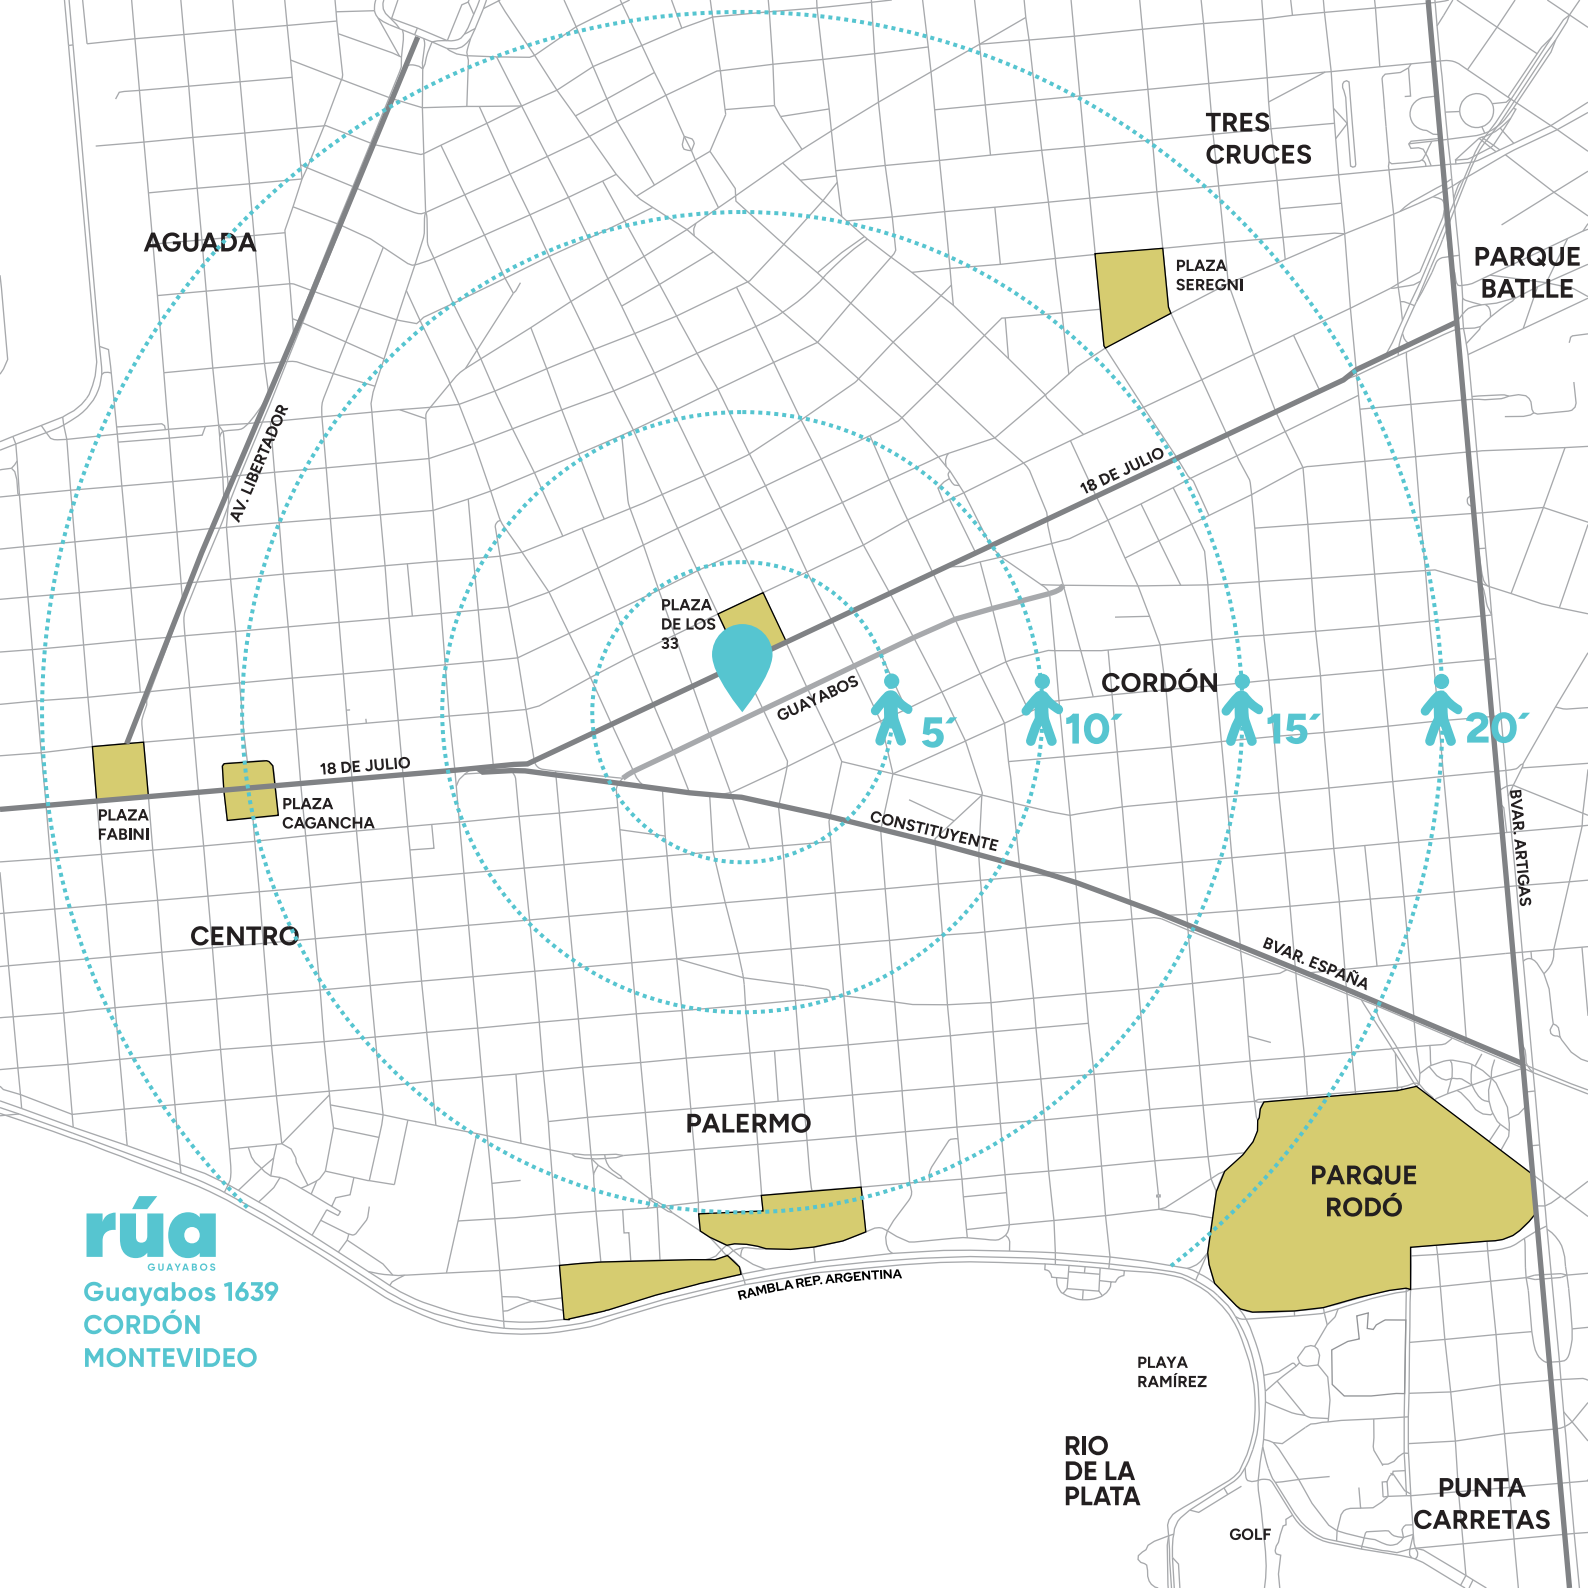 TRES
CRUCES
AGUADA
PARQUE
BATLLE
PLAZA
SEREGNI
AV. LIBERTADOR
18 DE JULIO
PLAZA
DE LOS
33
GUAYABOS
CORDÓN
5´
10´
15´
20´
18 DE JULIO
PLAZA
FABINI
PLAZA
CAGANCHA
CONSTITUYENTE
BVAR. ARTIGAS
CENTRO
BVAR. ESPAÑA
PALERMO
PARQUE
RODÓ
rúa
GUAYABOS
Guayabos 1639
CORDÓN
MONTEVIDEO
RAMBLA REP. ARGENTINA
PLAYA
RAMÍREZ
RIO
DE LA
PLATA
PUNTA
CARRETAS
GOLF